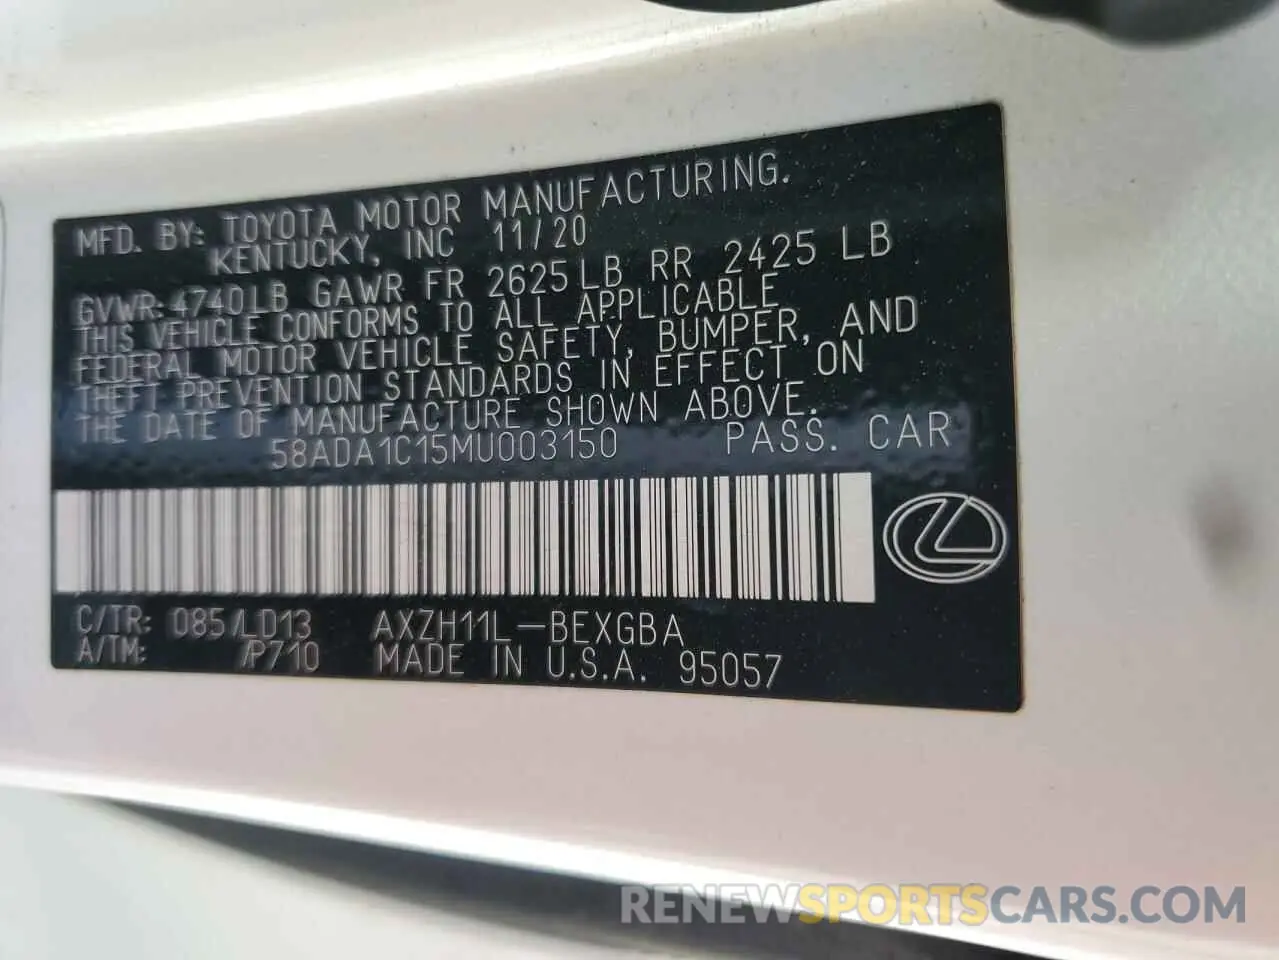 MFD. BY: TOYOTA MOTOR MANUFACTURING.
KENTUCKY, INC 11/20
GVWR: 4740LB GAWR FR 2625 LB RR 2425 LB
THIS VEHICLE CONFORMS TO ALL APPLICABLE
FEDERAL MOTOR VEHICLE SAFETY, BUMPER, AND
THEFT PREVENTION STANDARDS IN EFFECT ON
THE DATE OF MANUFACTURE SHOWN ABOVE.
58ADA1C15MU003150 PASS. CAR
C/TR: 085/LD13 AXZH11L-BEXGBA
A/TM: /P710 MADE IN U.S.A. 95057
RENEWSPORTSCARS.COM